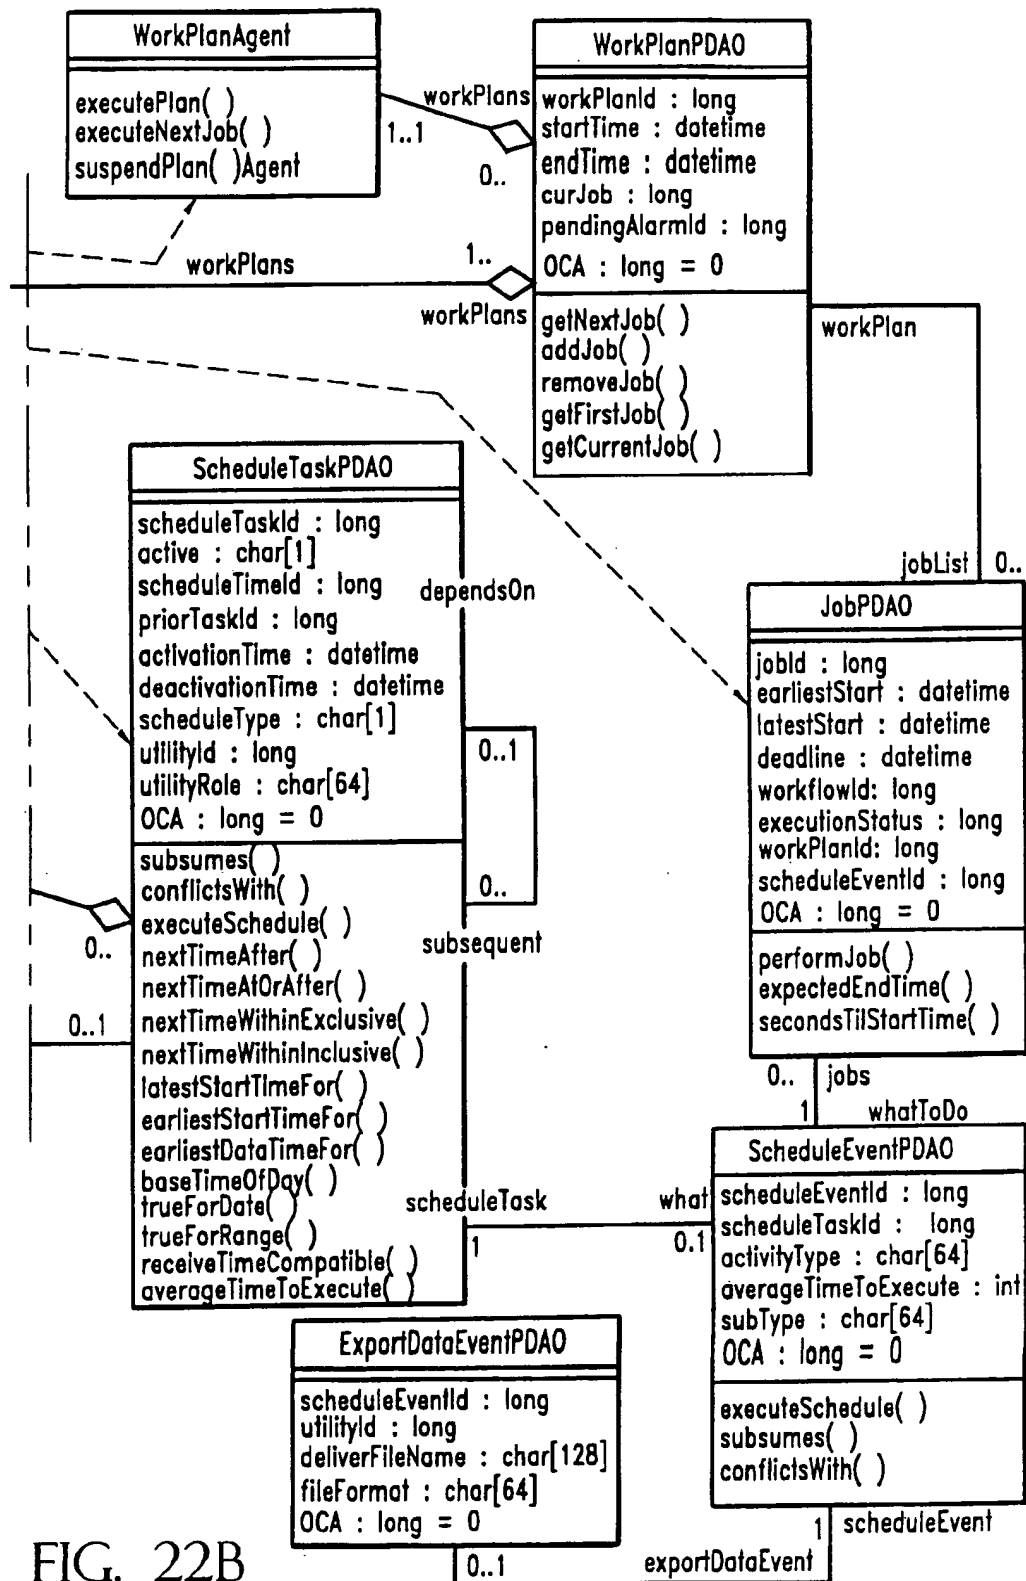 WorkPlanAgent
executePlan( )
executeNextJob( )
suspendPlan( )Agent
workPlans
1..1
0..
WorkPlanPDAO
workPlanId : long
startTime : datetime
endTime : datetime
curJob : long
pendingAlarmId : long
OCA : long = 0
getNextJob( )
addJob( )
removeJob( )
getFirstJob( )
getCurrentJob( )
workPlans
1..
workPlans
workPlan
jobList
0..
ScheduleTaskPDAO
scheduleTaskId : long
active : char[1]
scheduleTimeId : long
priorTaskId : long
activationTime : datetime
deactivationTime : datetime
scheduleType : char[1]
utilityId : long
utilityRole : char[64]
OCA : long = 0
subsumes( )
conflictsWith( )
executeSchedule( )
nextTimeAfter( )
nextTimeAtOrAfter( )
nextTimeWithinExclusive( )
nextTimeWithinInclusive( )
latestStartTimeFor( )
earliestStartTimeFor( )
earliestDataTimeFor( )
baseTimeOfDay( )
trueForDate( )
trueForRange( )
receiveTimeCompatible( )
averageTimeToExecute( )
dependsOn
0..1
0..
subsequent
0..
0..1
JobPDAO
jobId : long
earliestStart : datetime
latestStart : datetime
deadline : datetime
workflowId: long
executionStatus : long
workPlanId: long
scheduleEventId : long
OCA : long = 0
performJob( )
expectedEndTime( )
secondsTilStartTime( )
0..
jobs
1
whatToDo
ScheduleEventPDAO
scheduleEventId : long
scheduleTaskId : long
activityType : char[64]
averageTimeToExecute : int
subType : char[64]
OCA : long = 0
executeSchedule( )
subsumes( )
conflictsWith( )
scheduleTask
1
what
0.1
ExportDataEventPDAO
scheduleEventId : long
utilityId : long
deliverFileName : char[128]
fileFormat : char[64]
OCA : long = 0
0..1
1
scheduleEvent
exportDataEvent
FIG. 22B